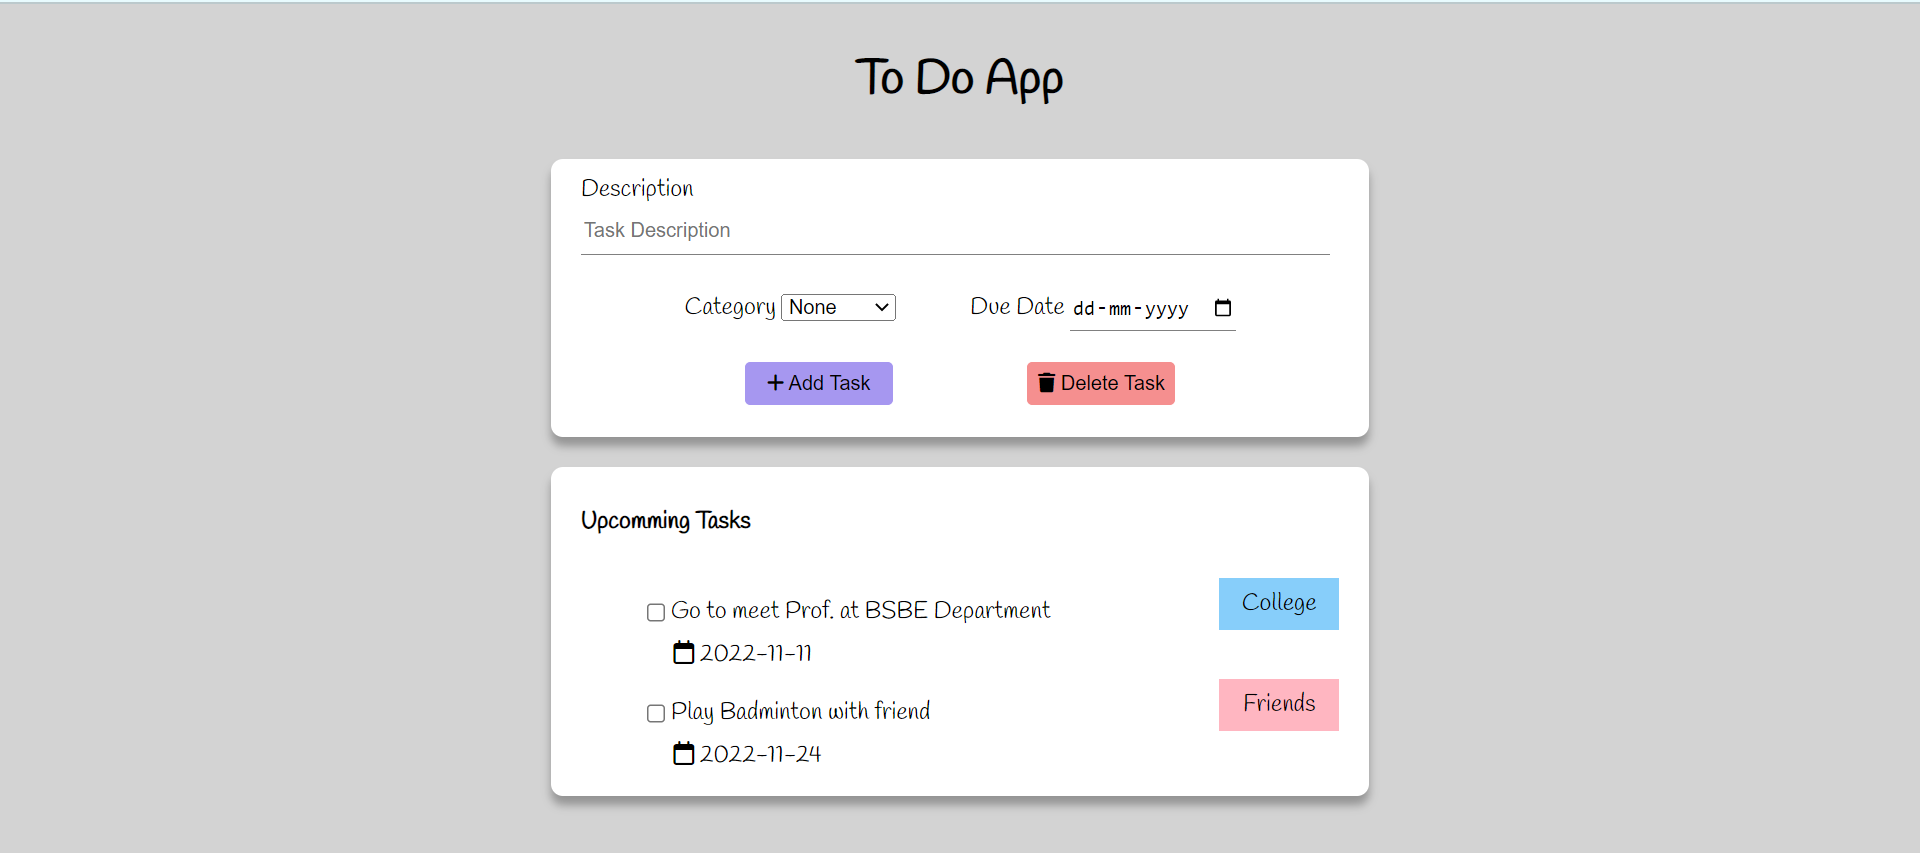 To Do App
Description
Task Description
Category None Due Date dd-mm-yyyy
Add Task Delete Task
Upcomming Tasks
Go to meet Prof. at BSBE Department College
2022-11-11
Play Badminton with friend Friends
2022-11-24